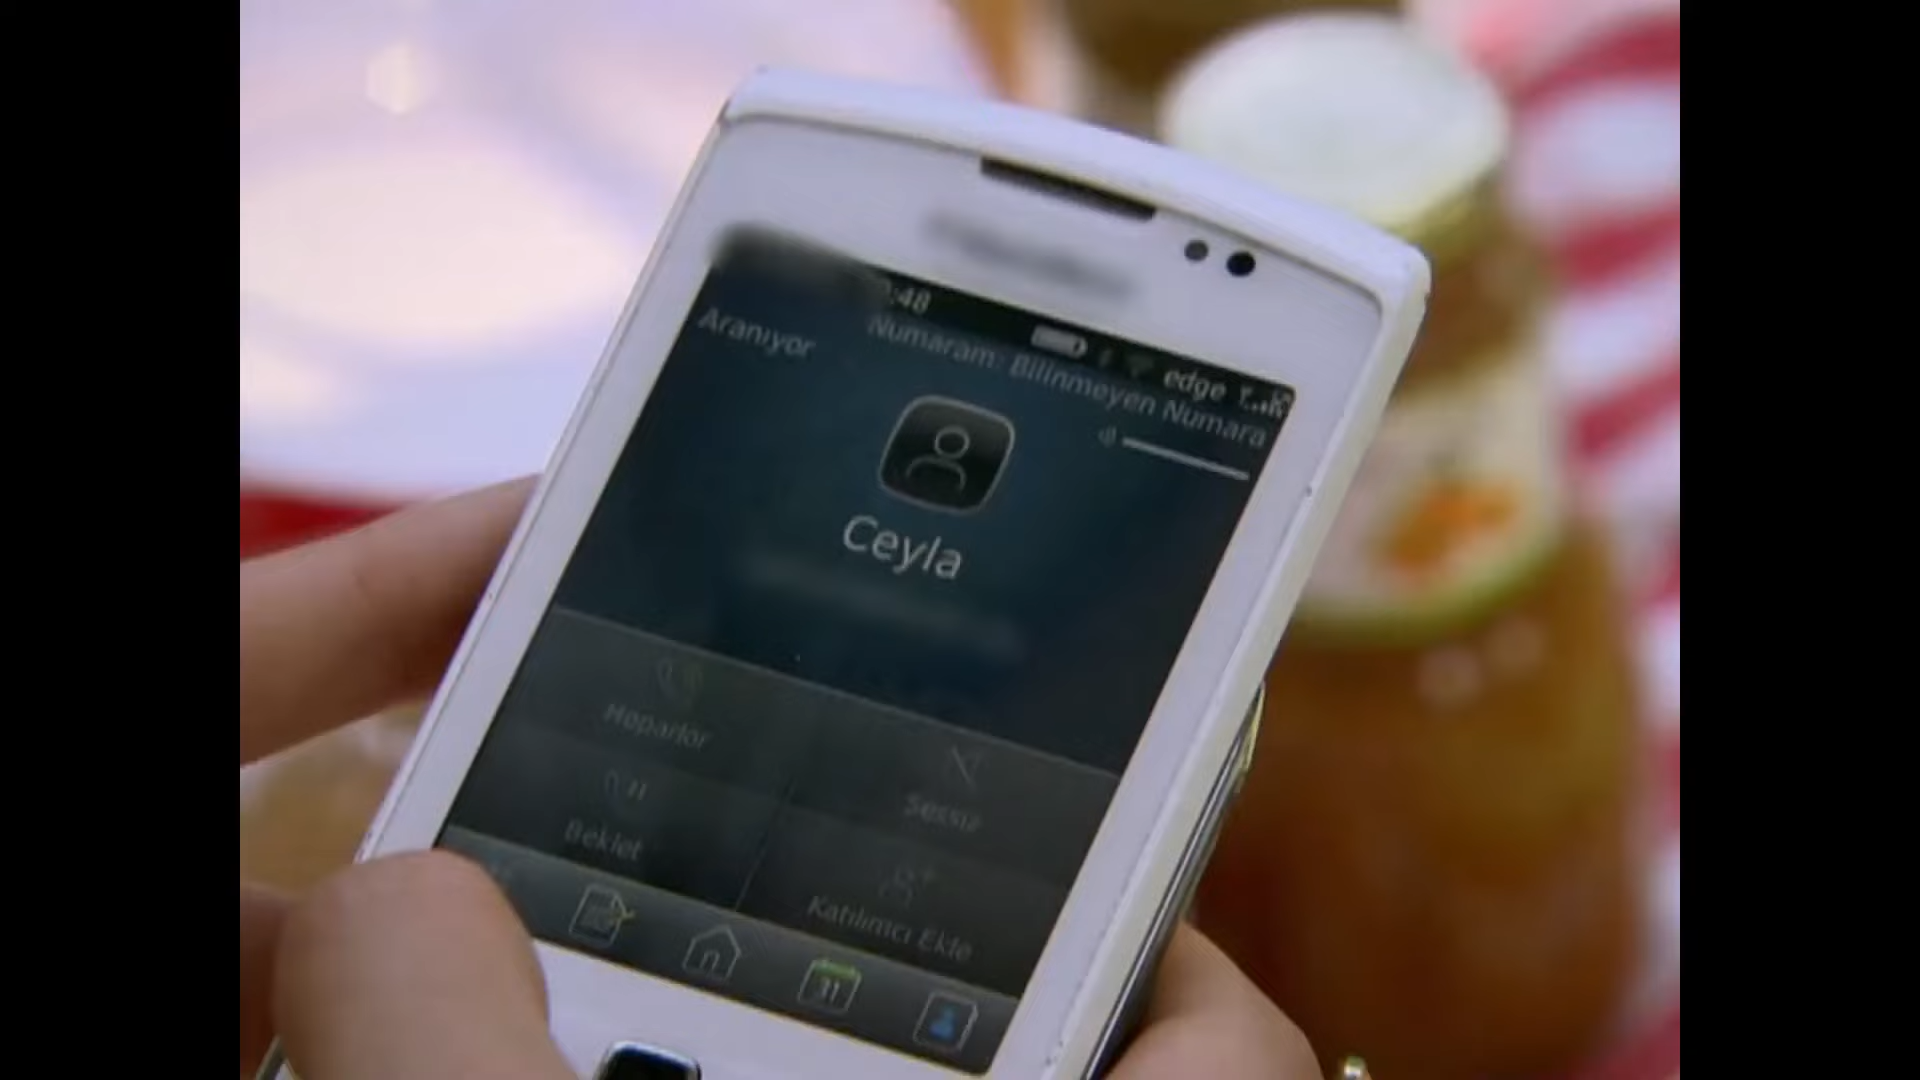 :48
edge
Aranıyor
Numaram: Bilinmeyen Numara
Ceyla
Hoparlör
Sessiz
Beklet
Katılımcı Ekle
31